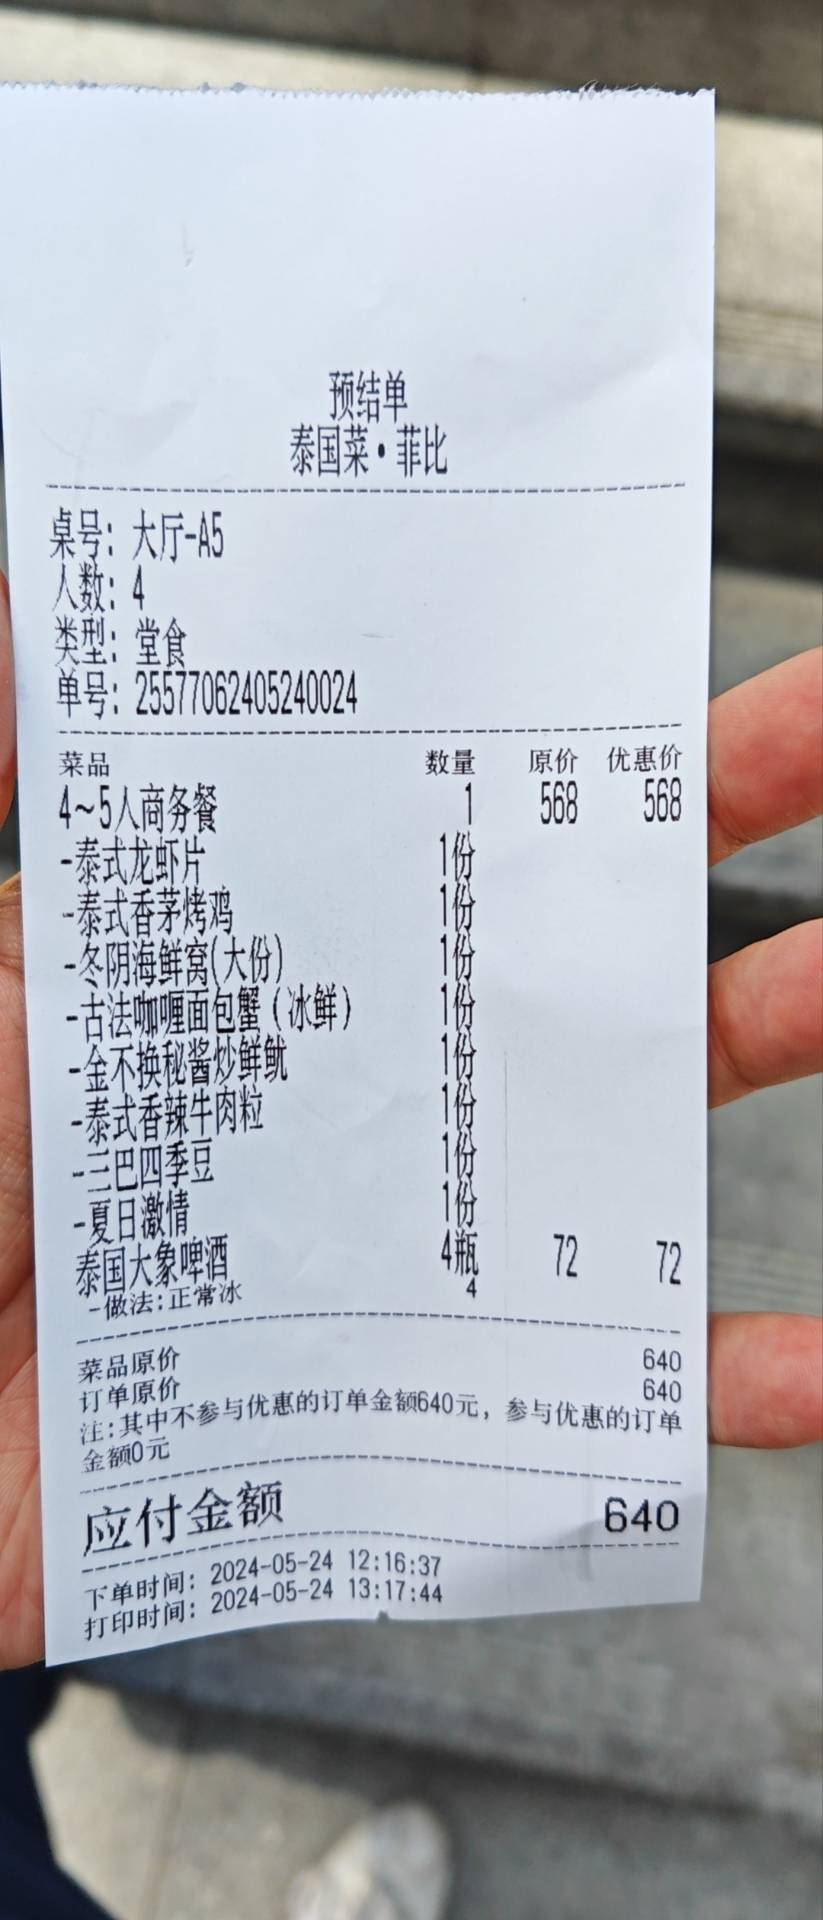 预结单
泰国菜•菲比
桌号: 大厅-A5
人数: 4
类型: 堂食
单号: 25577062405240024
菜品 数量 原价 优惠价
4~5人商务餐 1 568 568
-泰式龙虾片 1份
-泰式香茅烤鸡 1份
-冬阴海鲜窝(大份) 1份
-古法咖喱面包蟹(冰鲜) 1份
-金不换秘酱炒鲜鱿 1份
-泰式香辣牛肉粒 1份
-三巴四季豆 1份
-夏日激情 1份
泰国大象啤酒 4瓶 72 72
-做法:正常冰 4
菜品原价 640
订单原价 640
注:其中不参与优惠的订单金额640元, 参与优惠的订单
金额0元
应付金额 640
下单时间: 2024-05-24 12:16:37
打印时间: 2024-05-24 13:17:44